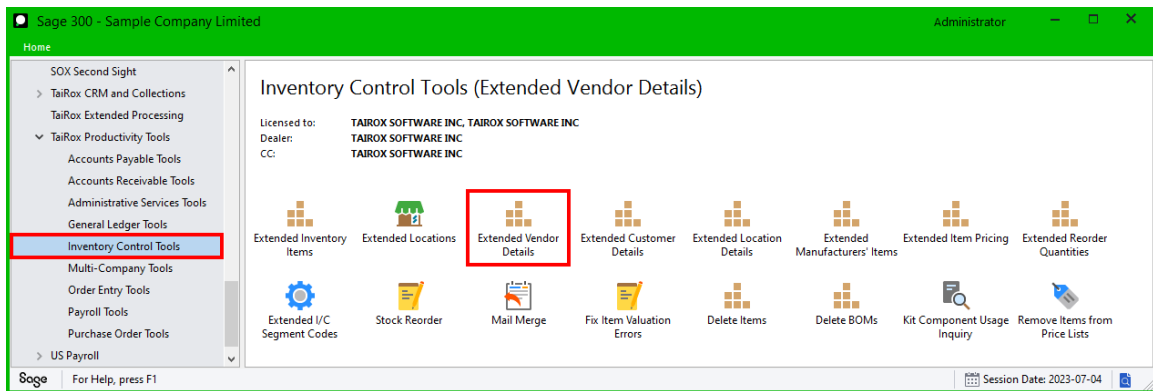 Sage 300 - Sample Company Limited
Administrator
Home
SOX Second Sight
TaiRox CRM and Collections
TaiRox Extended Processing
TaiRox Productivity Tools
Accounts Payable Tools
Accounts Receivable Tools
Administrative Services Tools
General Ledger Tools
Inventory Control Tools
Multi-Company Tools
Order Entry Tools
Payroll Tools
Purchase Order Tools
US Payroll
Inventory Control Tools (Extended Vendor Details)
Licensed to: TAIROX SOFTWARE INC, TAIROX SOFTWARE INC
Dealer: TAIROX SOFTWARE INC
CC: TAIROX SOFTWARE INC
Extended Inventory
Items
Extended Locations
Extended Vendor
Details
Extended Customer
Details
Extended Location
Details
Extended
Manufacturers' Items
Extended Item Pricing
Extended Reorder
Quantities
Extended I/C
Segment Codes
Stock Reorder
Mail Merge
Fix Item Valuation
Errors
Delete Items
Delete BOMs
Kit Component Usage
Inquiry
Remove Items from
Price Lists
Sage
For Help, press F1
Session Date: 2023-07-04